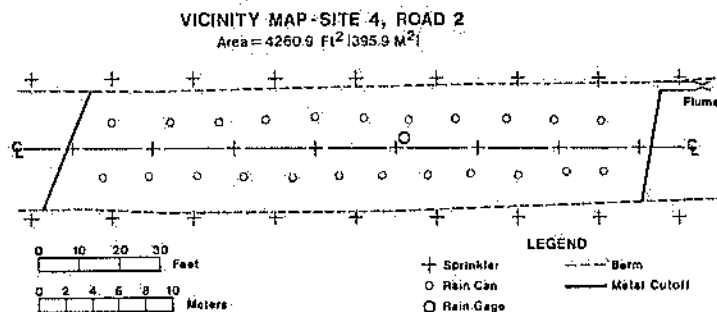 VICINITY MAP-SITE 4, ROAD 2
Area = 4260.9 Ft2 (395.9 M2)
Flume
℄
℄
0 10 20 30
Feet
0 2 4 6 8 10
Meters
LEGEND
Sprinkler
Rain Can
Rain Gage
Berm
Metal Cutoff